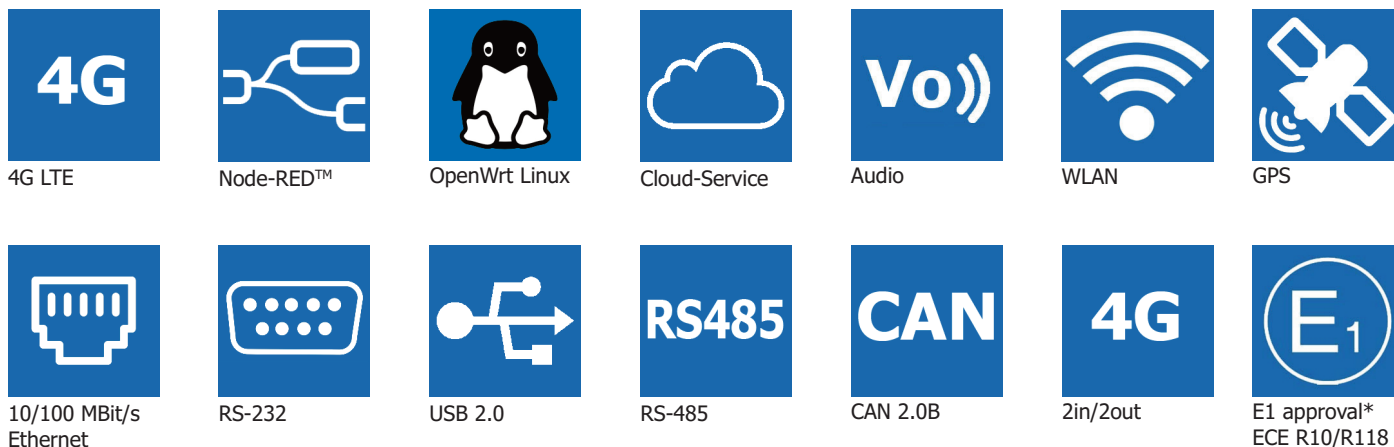 4G
Vo
4G LTE
Node-RED™
OpenWrt Linux
Cloud-Service
Audio
WLAN
GPS
RS485
CAN
4G
E1
10/100 MBit/s
Ethernet
RS-232
USB 2.0
RS-485
CAN 2.0B
2in/2out
E1 approval*
ECE R10/R118